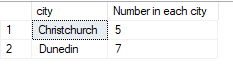 city Number in each city
1 Christchurch 5
2 Dunedin 7